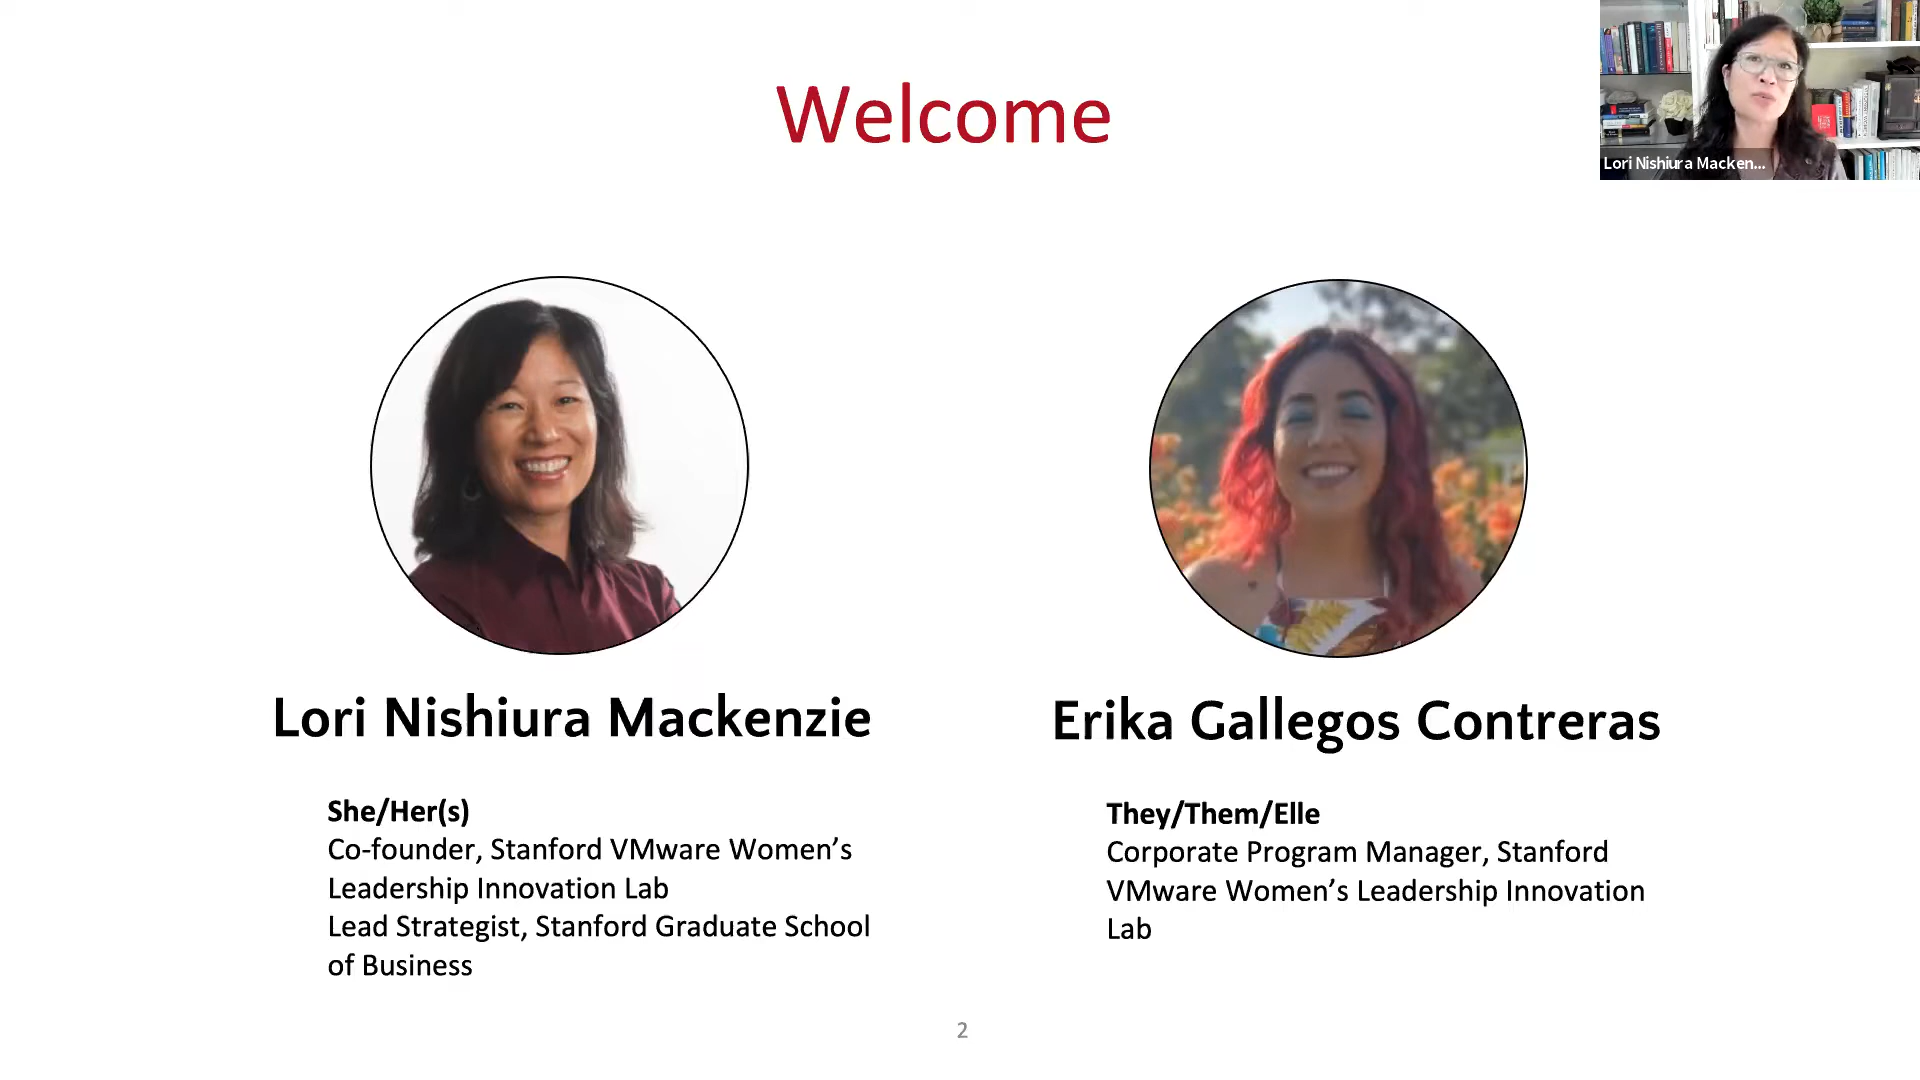 Welcome
Lori Nishiura Macken...
Lori Nishiura Mackenzie
She/Her(s)
Co-founder, Stanford VMware Women’s
Leadership Innovation Lab
Lead Strategist, Stanford Graduate School
of Business
Erika Gallegos Contreras
They/Them/Elle
Corporate Program Manager, Stanford
VMware Women’s Leadership Innovation
Lab
2